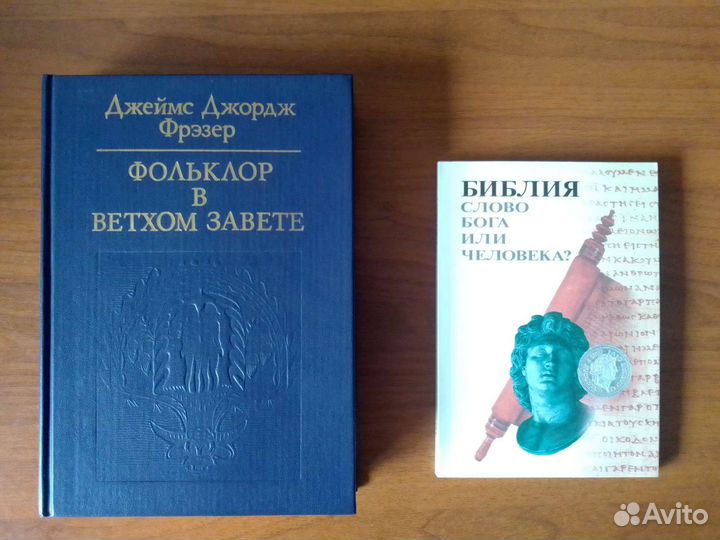 Джеймс Джордж
Фрэзер
ФОЛЬКЛОР
В
ВЕТХОМ ЗАВЕТЕ
БИБЛИЯ
СЛОВО
БОГА
ИЛИ
ЧЕЛОВЕКА?
Avito